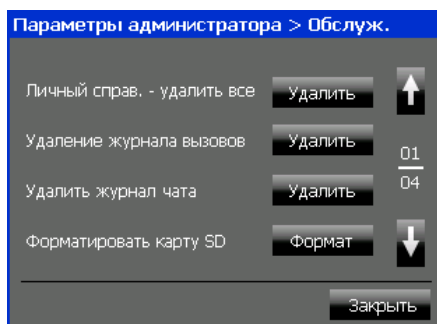 Параметры администратора > Обслуж.
Личный справ. - удалить все Удалить
Удаление журнала вызовов Удалить
01
Удалить журнал чата Удалить
04
Форматировать карту SD Формат
Закрыть